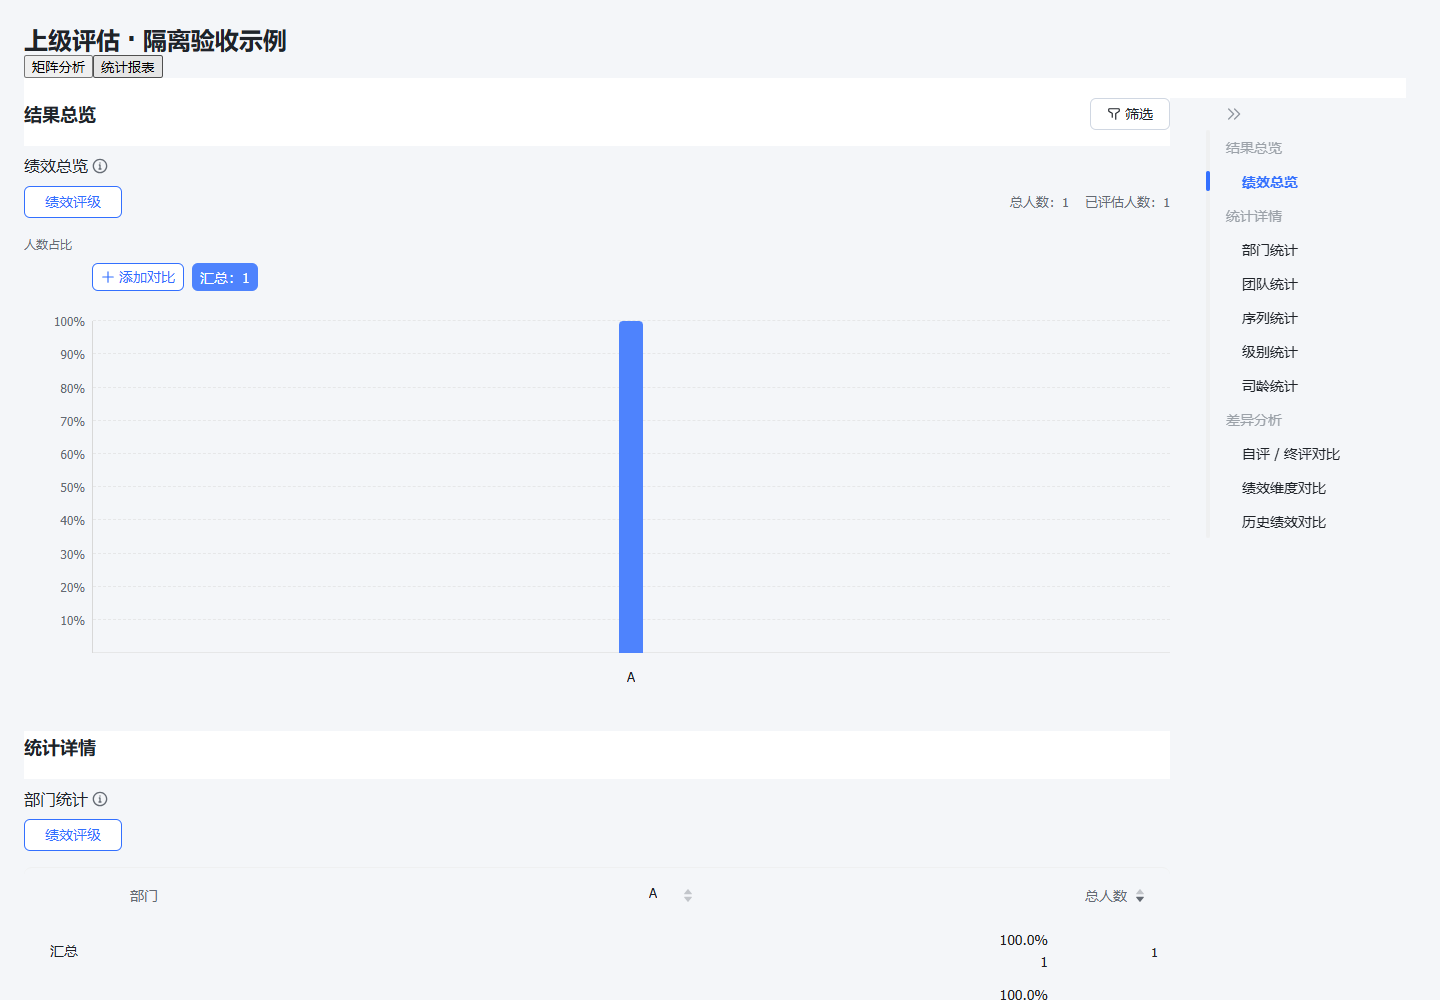 上级评估 · 隔离验收示例
矩阵分析 统计报表
结果总览
筛选
绩效总览
绩效评级
总人数: 1 已评估人数: 1
人数占比
添加对比
汇总: 1
100%
90%
80%
70%
60%
50%
40%
30%
20%
10%
A
统计详情
部门统计
绩效评级
部门 A 总人数
汇总 100.0% 1
1
100.0%
结果总览
绩效总览
统计详情
部门统计
团队统计
序列统计
级别统计
司龄统计
差异分析
自评 / 终评对比
绩效维度对比
历史绩效对比